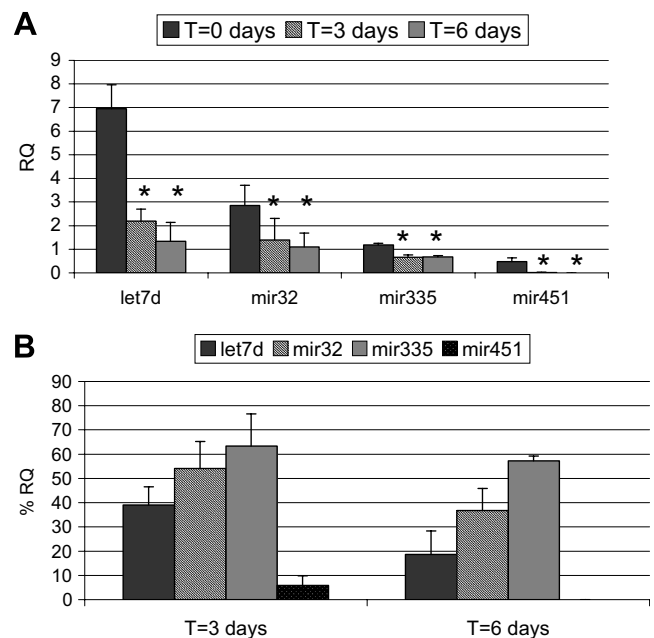 A
T=0 days T=3 days T=6 days
9
8
7
6
5
4
3
2
1
0
RQ
* * * * * * * *
let7d mir32 mir335 mir451
B
let7d mir32 mir335 mir451
90
80
70
60
50
40
30
20
10
0
% RQ
T=3 days T=6 days